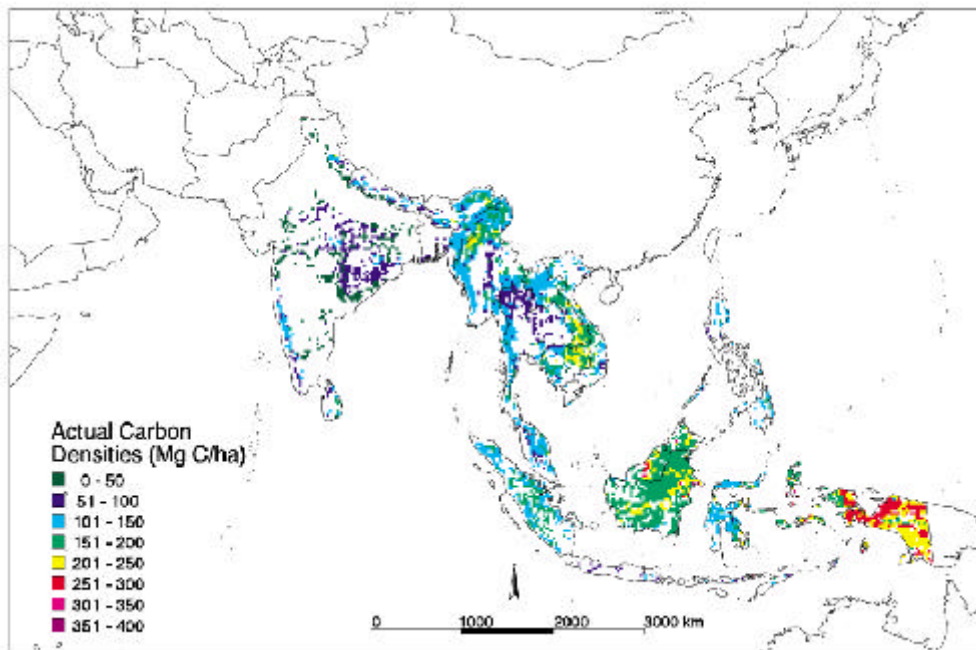 Actual Carbon
Densities (Mg C/ha)
0 - 50
51 - 100
101 - 150
151 - 200
201 - 250
251 - 300
301 - 350
351 - 400
0 1000 2000 3000 km